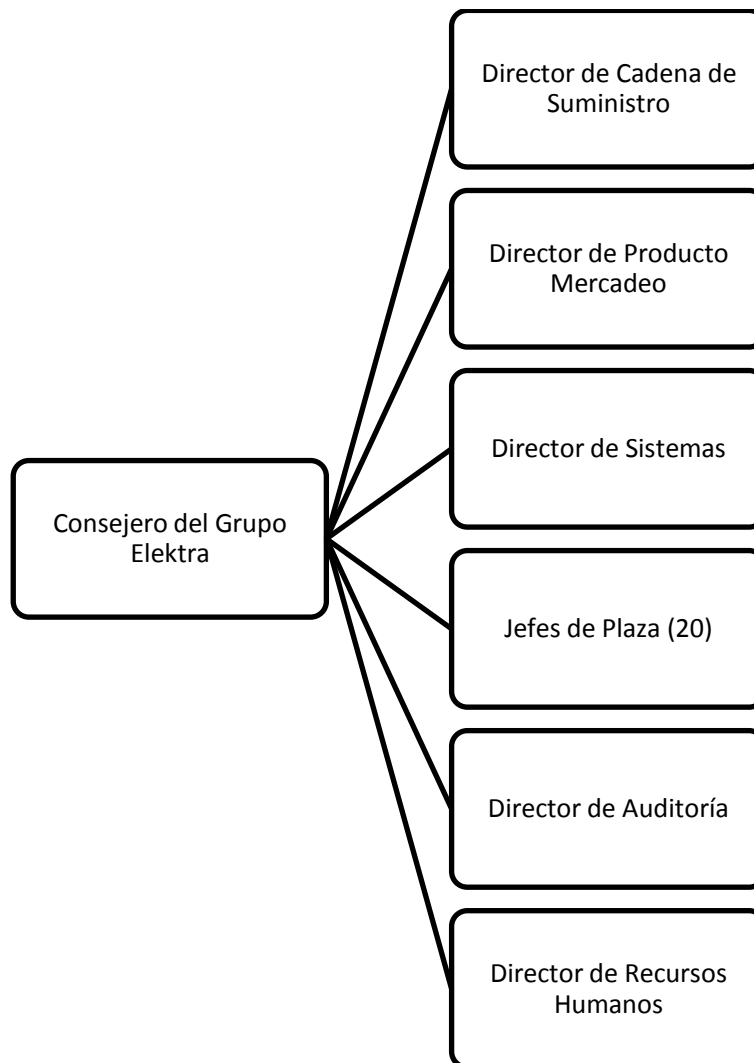 Director de Cadena de
Suministro
Director de Producto
Mercadeo
Director de Sistemas
Consejero del Grupo
Elektra
Jefes de Plaza (20)
Director de Auditoría
Director de Recursos
Humanos